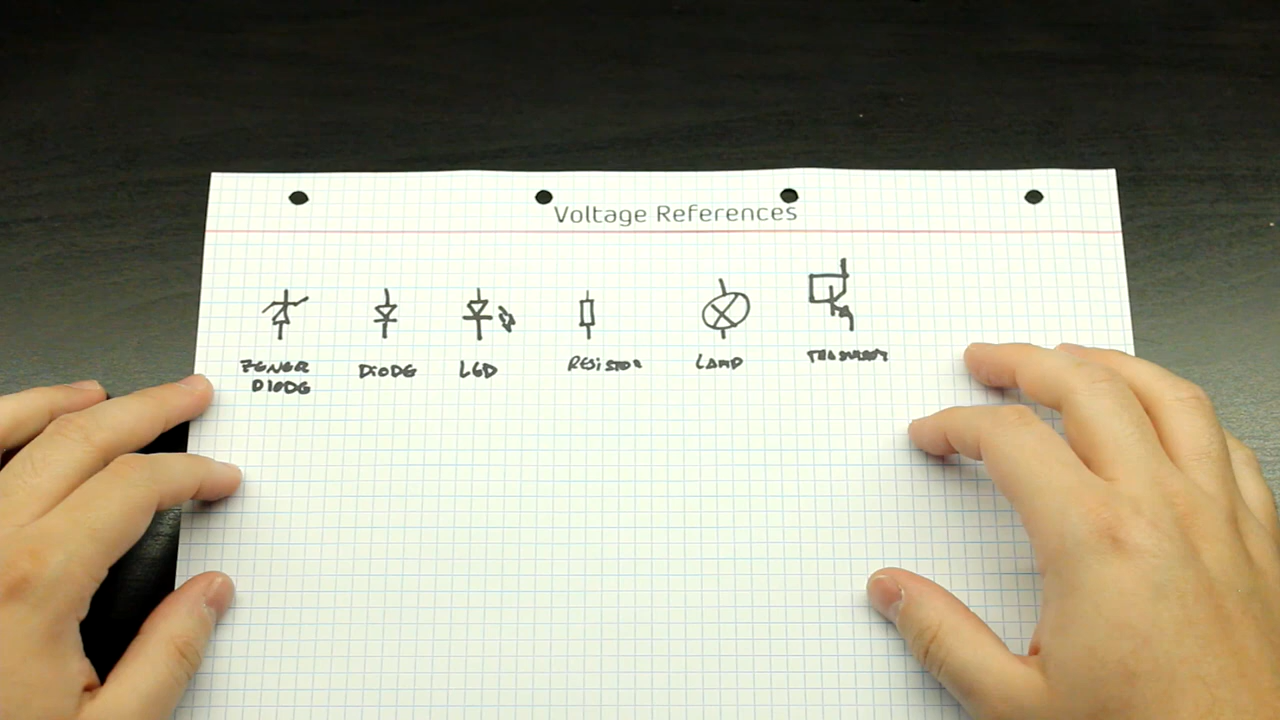 Voltage References
ZENER
DIODE
DIODE
LED
RESISTOR
LAMP